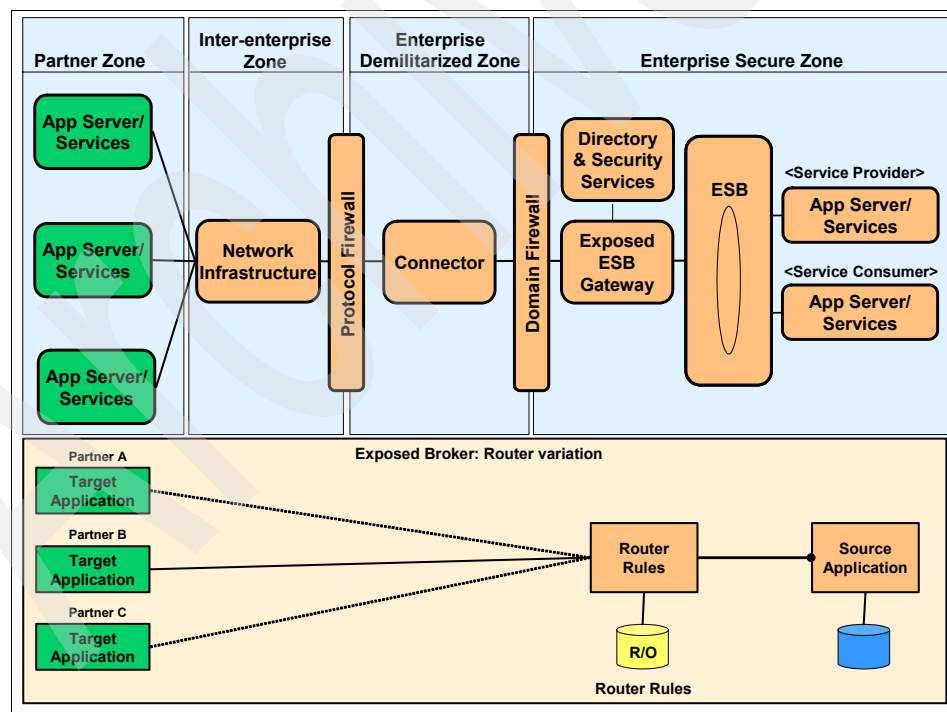 Partner Zone
Inter-enterprise
Zone
Enterprise
Demilitarized Zone
Enterprise Secure Zone
App Server/
Services
App Server/
Services
App Server/
Services
Network
Infrastructure
Protocol Firewall
Connector
Domain Firewall
Directory
& Security
Services
Exposed
ESB
Gateway
ESB
<Service Provider>
App Server/
Services
<Service Consumer>
App Server/
Services
Exposed Broker: Router variation
Partner A
Target
Application
Partner B
Target
Application
Partner C
Target
Application
Router
Rules
Source
Application
R/O
Router Rules